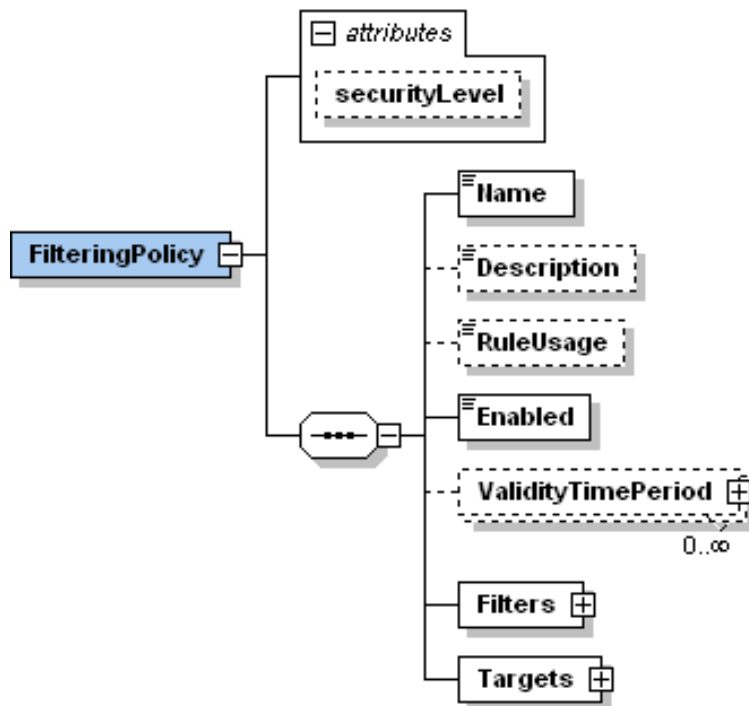 attributes
securityLevel
Name
FilteringPolicy
Description
RuleUsage
Enabled
ValidityTimePeriod
0..∞
Filters
Targets